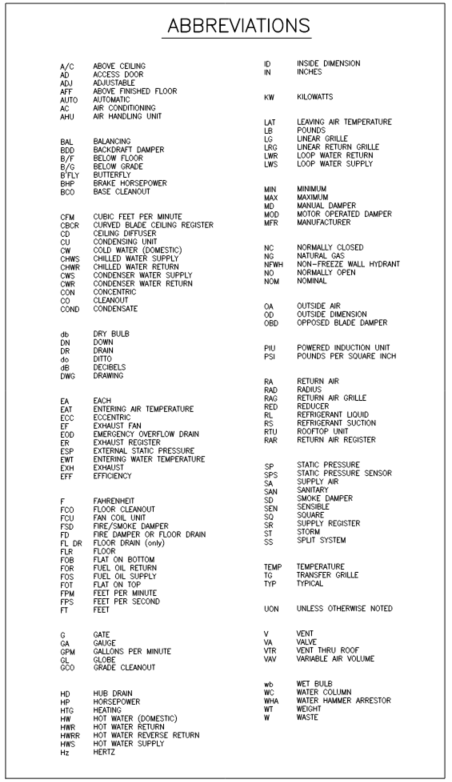 ABBREVIATIONS
A/C ABOVE CEILING
AD ACCESS DOOR
ADJ ADJUSTABLE
AFF ABOVE FINISHED FLOOR
AUTO AUTOMATIC
AC AIR CONDITIONING
AHU AIR HANDLING UNIT
BAL BALANCING
BDD BACKDRAFT DAMPER
B/F BELOW FLOOR
B/G BELOW GRADE
B'FLY BUTTERFLY
BHP BRAKE HORSEPOWER
BCO BASE CLEANOUT
CFM CUBIC FEET PER MINUTE
CBCR CURVED BLADE CEILING REGISTER
CD CEILING DIFFUSER
CU CONDENSING UNIT
CW COLD WATER (DOMESTIC)
CHWS CHILLED WATER SUPPLY
CHWR CHILLED WATER RETURN
CWS CONDENSER WATER SUPPLY
CWR CONDENSER WATER RETURN
CON CONCENTRIC
CO CLEANOUT
COND CONDENSATE
db DRY BULB
DN DOWN
DR DRAIN
do DITTO
dB DECIBELS
DWG DRAWING
EA EACH
EAT ENTERING AIR TEMPERATURE
ECC ECCENTRIC
EF EXHAUST FAN
EOD EMERGENCY OVERFLOW DRAIN
ER EXHAUST REGISTER
ESP EXTERNAL STATIC PRESSURE
EWT ENTERING WATER TEMPERATURE
EXH EXHAUST
EFF EFFICIENCY
F FAHRENHEIT
FCO FLOOR CLEANOUT
FCU FAN COIL UNIT
FSD FIRE/SMOKE DAMPER
FD FIRE DAMPER OR FLOOR DRAIN
FL DR FLOOR DRAIN (only)
FLR FLOOR
FOB FLAT ON BOTTOM
FOR FUEL OIL RETURN
FOS FUEL OIL SUPPLY
FOT FLAT ON TOP
FPM FEET PER MINUTE
FPS FEET PER SECOND
FT FEET
G GATE
GA GAUGE
GPM GALLONS PER MINUTE
GL GLOBE
GCO GRADE CLEANOUT
HD HUB DRAIN
HP HORSEPOWER
HTG HEATING
HW HOT WATER (DOMESTIC)
HWR HOT WATER RETURN
HWRR HOT WATER REVERSE RETURN
HWS HOT WATER SUPPLY
Hz HERTZ
ID INSIDE DIMENSION
IN INCHES
KW KILOWATTS
LAT LEAVING AIR TEMPERATURE
LB POUNDS
LG LINEAR GRILLE
LRG LINEAR RETURN GRILLE
LWR LOOP WATER RETURN
LWS LOOP WATER SUPPLY
MIN MINIMUM
MAX MAXIMUM
MD MANUAL DAMPER
MOD MOTOR OPERATED DAMPER
MFR MANUFACTURER
NC NORMALLY CLOSED
NG NATURAL GAS
NFWH NON-FREEZE WALL HYDRANT
NO NORMALLY OPEN
NOM NOMINAL
OA OUTSIDE AIR
OD OUTSIDE DIMENSION
OBD OPPOSED BLADE DAMPER
PIU POWERED INDUCTION UNIT
PSI POUNDS PER SQUARE INCH
RA RETURN AIR
RAD RADIUS
RAG RETURN AIR GRILLE
RED REDUCER
RL REFRIGERANT LIQUID
RS REFRIGERANT SUCTION
RTU ROOFTOP UNIT
RAR RETURN AIR REGISTER
SP STATIC PRESSURE
SPS STATIC PRESSURE SENSOR
SA SUPPLY AIR
SAN SANITARY
SD SMOKE DAMPER
SEN SENSIBLE
SQ SQUARE
SR SUPPLY REGISTER
ST STORM
SS SPLIT SYSTEM
TEMP TEMPERATURE
TG TRANSFER GRILLE
TYP TYPICAL
UON UNLESS OTHERWISE NOTED
V VENT
VA VALVE
VTR VENT THRU ROOF
VAV VARIABLE AIR VOLUME
wb WET BULB
WC WATER COLUMN
WHA WATER HAMMER ARRESTOR
WT WEIGHT
W WASTE